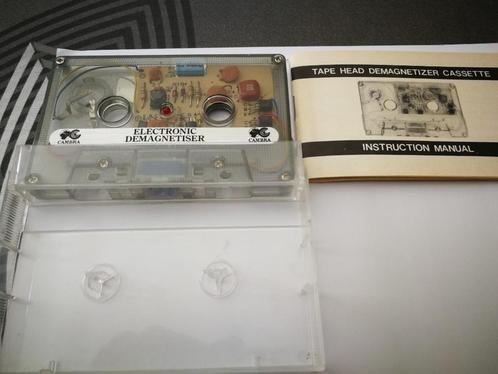 ELECTRONIC
DEMAGNETISER
CAMBRA
CAMBRA
TAPE HEAD DEMAGNETIZER CASSETTE
INSTRUCTION MANUAL